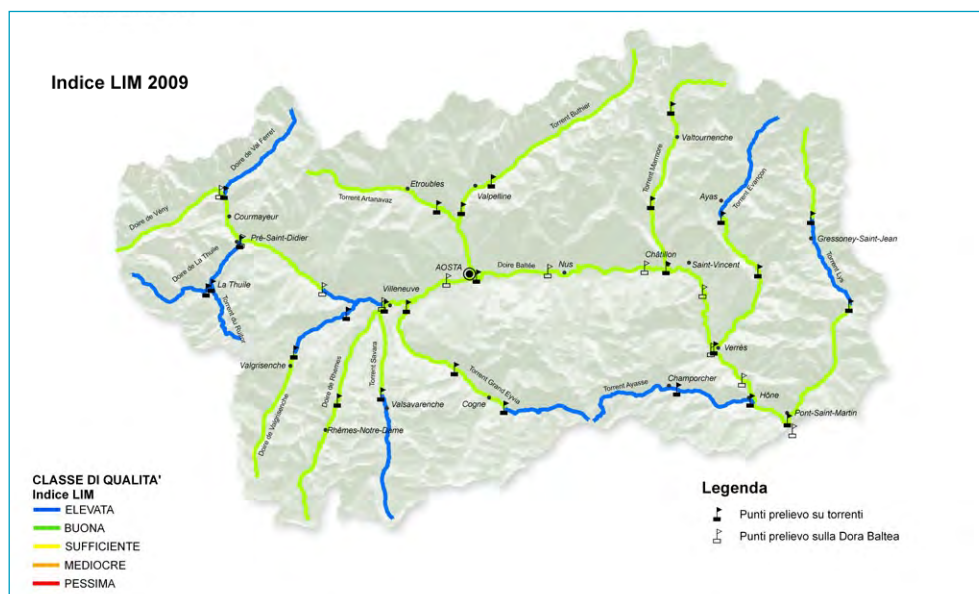 Indice LIM 2009
Doire de Val Ferret
Torrent Buthier
Valtournenche
Torrent Marmore
Etroubles
Valpelline
Torrent Artanavaz
Ayas
Torrent Evançon
Doire de Vény
Courmayeur
Pré-Saint-Didier
Gressoney-Saint-Jean
Doire de La Thuile
La Thuile
AOSTA
Doire Baltée
Nus
Châtillon
Saint-Vincent
Torrent Lys
Torrent du Rutor
Villeneuve
Valgrisenche
Doire de Rhemes
Torrent Savara
Verrès
Torrent Grand Eyvia
Torrent Ayasse
Champorcher
Hône
Doire de Valgrisenche
Valsavarenche
Cogne
Pont-Saint-Martin
Rhêmes-Notre-Dame
CLASSE DI QUALITA'
Indice LIM
ELEVATA
BUONA
SUFFICIENTE
MEDIOCRE
PESSIMA
Legenda
Punti prelievo su torrenti
Punti prelievo sulla Dora Baltea